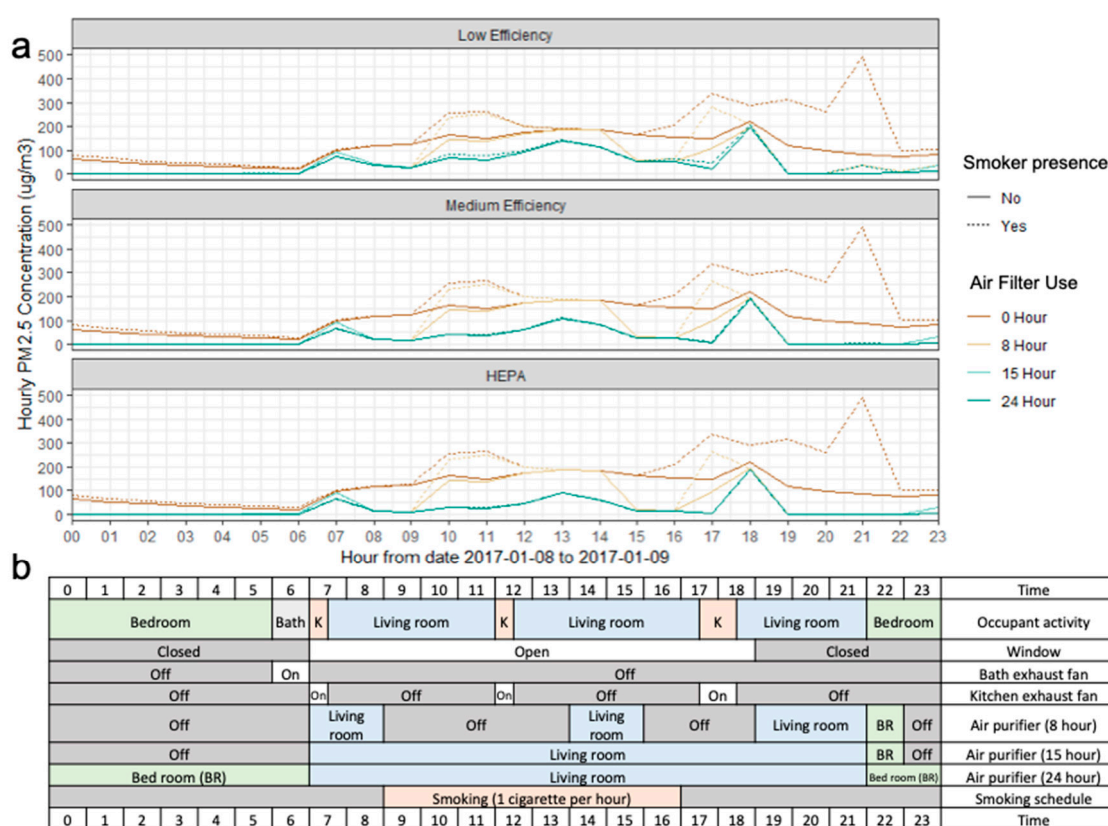 a
Low Efficiency
500
400
300
200
100
0
Medium Efficiency
500
400
300
200
100
0
HEPA
500
400
300
200
100
0
Hourly PM2.5 Concentration (ug/m3)
00 01 02 03 04 05 06 07 08 09 10 11 12 13 14 15 16 17 18 19 20 21 22 23
Hour from date 2017-01-08 to 2017-01-09
Smoker presence
No
Yes
Air Filter Use
0 Hour
8 Hour
15 Hour
24 Hour
b
0 1 2 3 4 5 6 7 8 9 10 11 12 13 14 15 16 17 18 19 20 21 22 23 Time
Bedroom Bath K Living room K Living room K Living room Bedroom Occupant activity
Closed Open Closed Window
Off On Off Bath exhaust fan
Off On Off On Off On Off Kitchen exhaust fan
Off Living room Off Living room Off Living room BR Off Air purifier (8 hour)
Off Living room BR Off Air purifier (15 hour)
Bed room (BR) Living room Bed room (BR) Air purifier (24 hour)
Smoking (1 cigarette per hour) Smoking schedule
0 1 2 3 4 5 6 7 8 9 10 11 12 13 14 15 16 17 18 19 20 21 22 23 Time